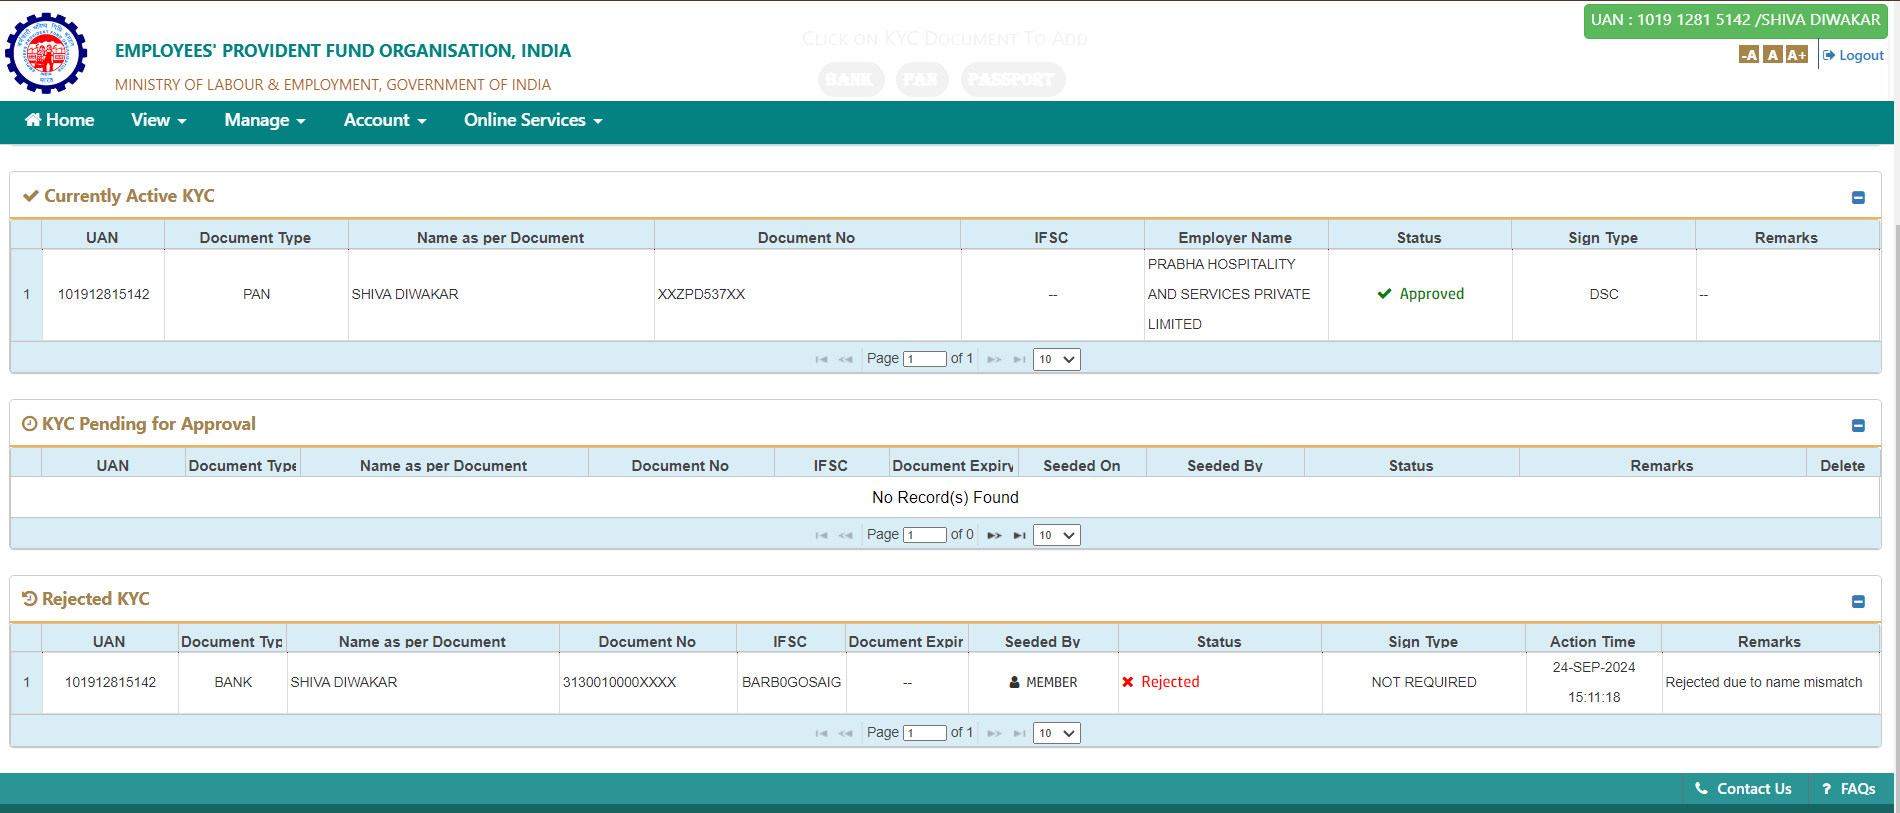 UAN : 1019 1281 5142 /SHIVA DIWAKAR
EMPLOYEES' PROVIDENT FUND ORGANISATION, INDIA
MINISTRY OF LABOUR & EMPLOYMENT, GOVERNMENT OF INDIA
Click on KYC Document To Add
BANK PAN PASSPORT
-A A A+ Logout
Home View Manage Account Online Services
Currently Active KYC
UAN Document Type Name as per Document Document No IFSC Employer Name Status Sign Type Remarks
1 101912815142 PAN SHIVA DIWAKAR XXZPD537XX -- PRABHA HOSPITALITY AND SERVICES PRIVATE LIMITED Approved DSC --
Page 1 of 1 10
KYC Pending for Approval
UAN Document Type Name as per Document Document No IFSC Document Expiry Seeded On Seeded By Status Remarks Delete
No Record(s) Found
Page 1 of 0 10
Rejected KYC
UAN Document Typ Name as per Document Document No IFSC Document Expir Seeded By Status Sign Type Action Time Remarks
1 101912815142 BANK SHIVA DIWAKAR 3130010000XXXX BARB0GOSAIG -- MEMBER Rejected NOT REQUIRED 24-SEP-2024 15:11:18 Rejected due to name mismatch
Page 1 of 1 10
Contact Us ? FAQs